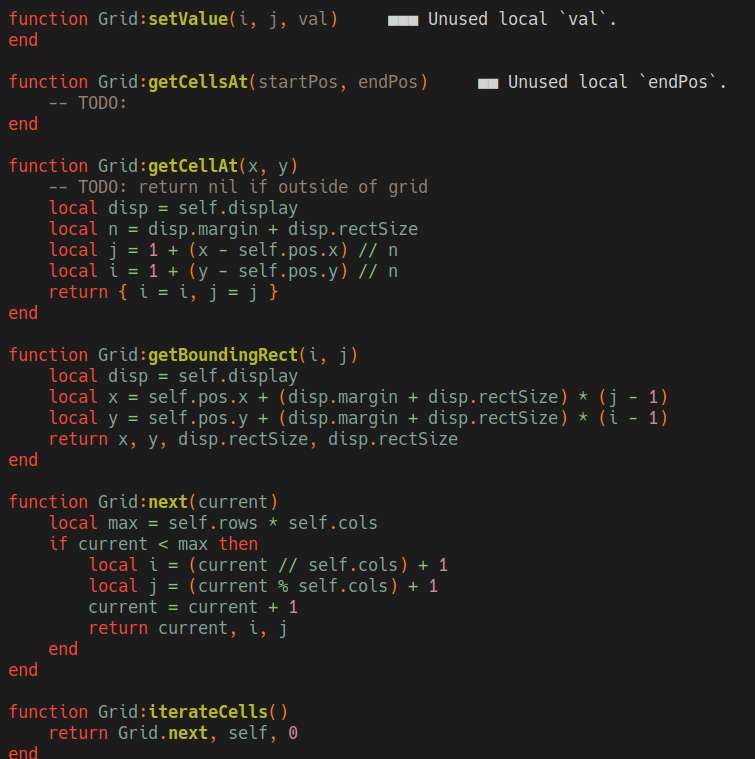 function Grid:setValue(i, j, val)     ■■■ Unused local `val`.
end

function Grid:getCellsAt(startPos, endPos)     ■■ Unused local `endPos`.
    -- TODO:
end

function Grid:getCellAt(x, y)
    -- TODO: return nil if outside of grid
    local disp = self.display
    local n = disp.margin + disp.rectSize
    local j = 1 + (x - self.pos.x) // n
    local i = 1 + (y - self.pos.y) // n
    return { i = i, j = j }
end

function Grid:getBoundingRect(i, j)
    local disp = self.display
    local x = self.pos.x + (disp.margin + disp.rectSize) * (j - 1)
    local y = self.pos.y + (disp.margin + disp.rectSize) * (i - 1)
    return x, y, disp.rectSize, disp.rectSize
end

function Grid:next(current)
    local max = self.rows * self.cols
    if current < max then
        local i = (current // self.cols) + 1
        local j = (current % self.cols) + 1
        current = current + 1
        return current, i, j
    end
end

function Grid:iterateCells()
    return Grid.next, self, 0
end